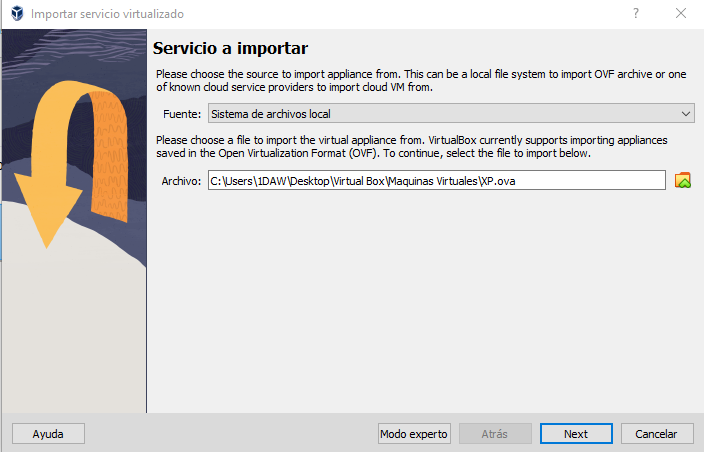 Importar servicio virtualizado
Servicio a importar
Please choose the source to import appliance from. This can be a local file system to import OVF archive or one
of known cloud service providers to import cloud VM from.
Fuente: Sistema de archivos local
Please choose a file to import the virtual appliance from. VirtualBox currently supports importing appliances
saved in the Open Virtualization Format (OVF). To continue, select the file to import below.
Archivo: C:\Users\1DAW\Desktop\Virtual Box\Maquinas Virtuales\XP.ova
Ayuda Modo experto Atrás Next Cancelar